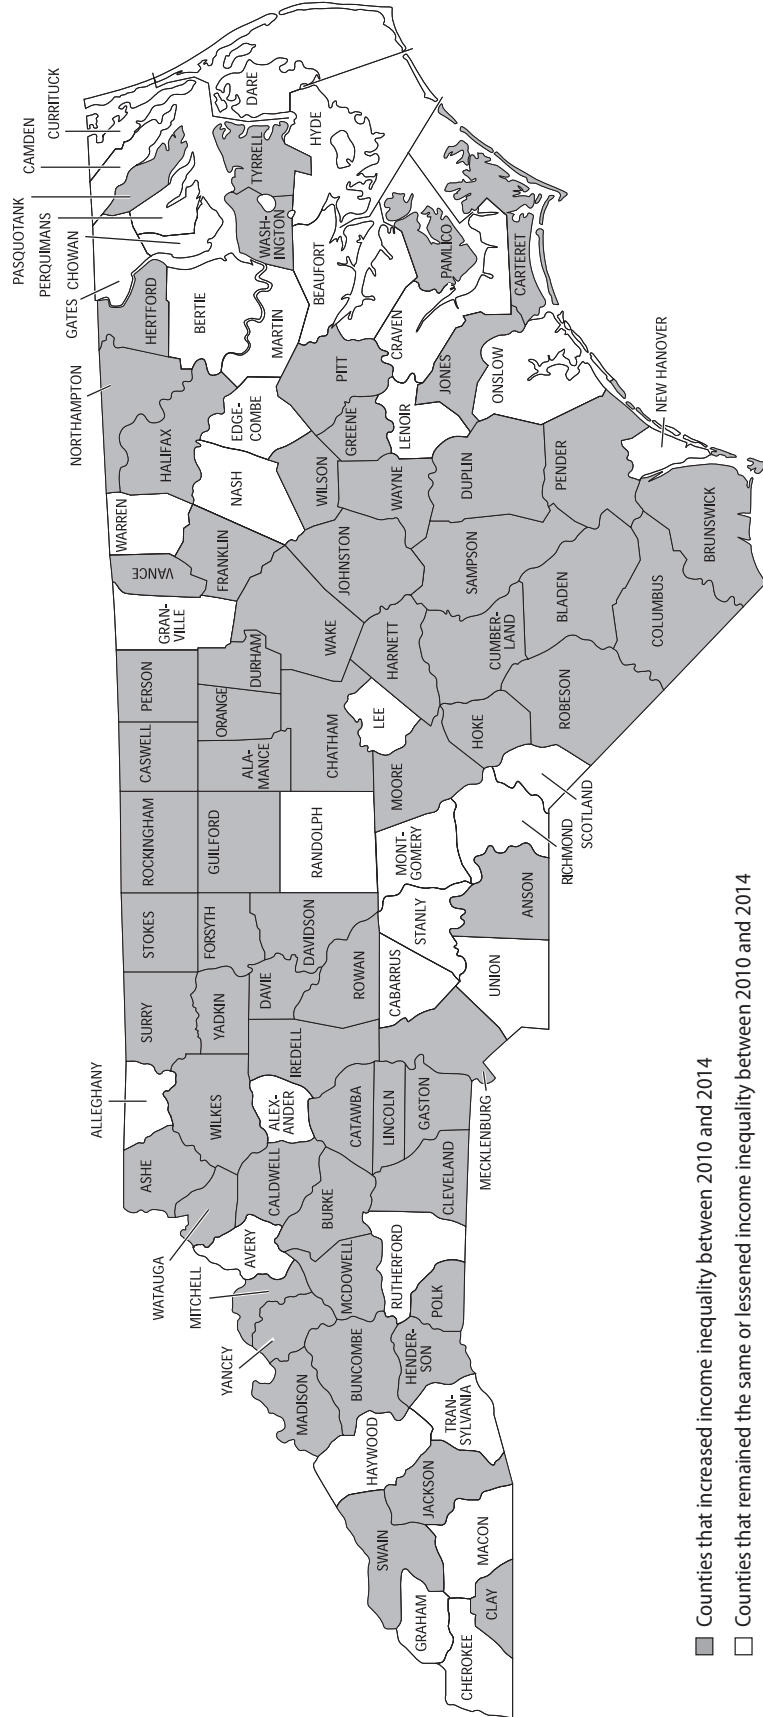 ALLEGHANY
NORTHAMPTON
GATES
CHOWAN
PERQUIMANS
PASQUOTANK
CAMDEN
CURRITUCK
WATAUGA
MITCHELL
YANCEY
ASHE
SURRY
STOKES
ROCKINGHAM
CASWELL
PERSON
GRAN-
VILLE
VANCE
WARREN
HALIFAX
HERTFORD
BERTIE
WILKES
YADKIN
FORSYTH
GUILFORD
ALA-
MANCE
ORANGE
DURHAM
FRANKLIN
NASH
EDGE-
COMBE
MARTIN
WASH-
INGTON
TYRRELL
DARE
MADISON
AVERY
CALDWELL
ALEX-
ANDER
IREDELL
DAVIE
DAVIDSON
RANDOLPH
CHATHAM
WAKE
JOHNSTON
WILSON
GREENE
PITT
BEAUFORT
HYDE
CHEROKEE
GRAHAM
CLAY
SWAIN
MACON
JACKSON
HAYWOOD
TRAN-
SYLVANIA
BUNCOMBE
HENDER-
SON
MCDOWELL
POLK
RUTHERFORD
BURKE
CLEVELAND
CATAWBA
LINCOLN
GASTON
MECKLENBURG
ROWAN
CABARRUS
STANLY
UNION
MONT-
GOMERY
ANSON
MOORE
LEE
HARNETT
WAYNE
LENOIR
CRAVEN
JONES
PAMLICO
CARTERET
RICHMOND
SCOTLAND
HOKE
CUMBER-
LAND
SAMPSON
DUPLIN
ONSLOW
ROBESON
BLADEN
PENDER
COLUMBUS
BRUNSWICK
NEW HANOVER
Counties that increased income inequality between 2010 and 2014
Counties that remained the same or lessened income inequality between 2010 and 2014